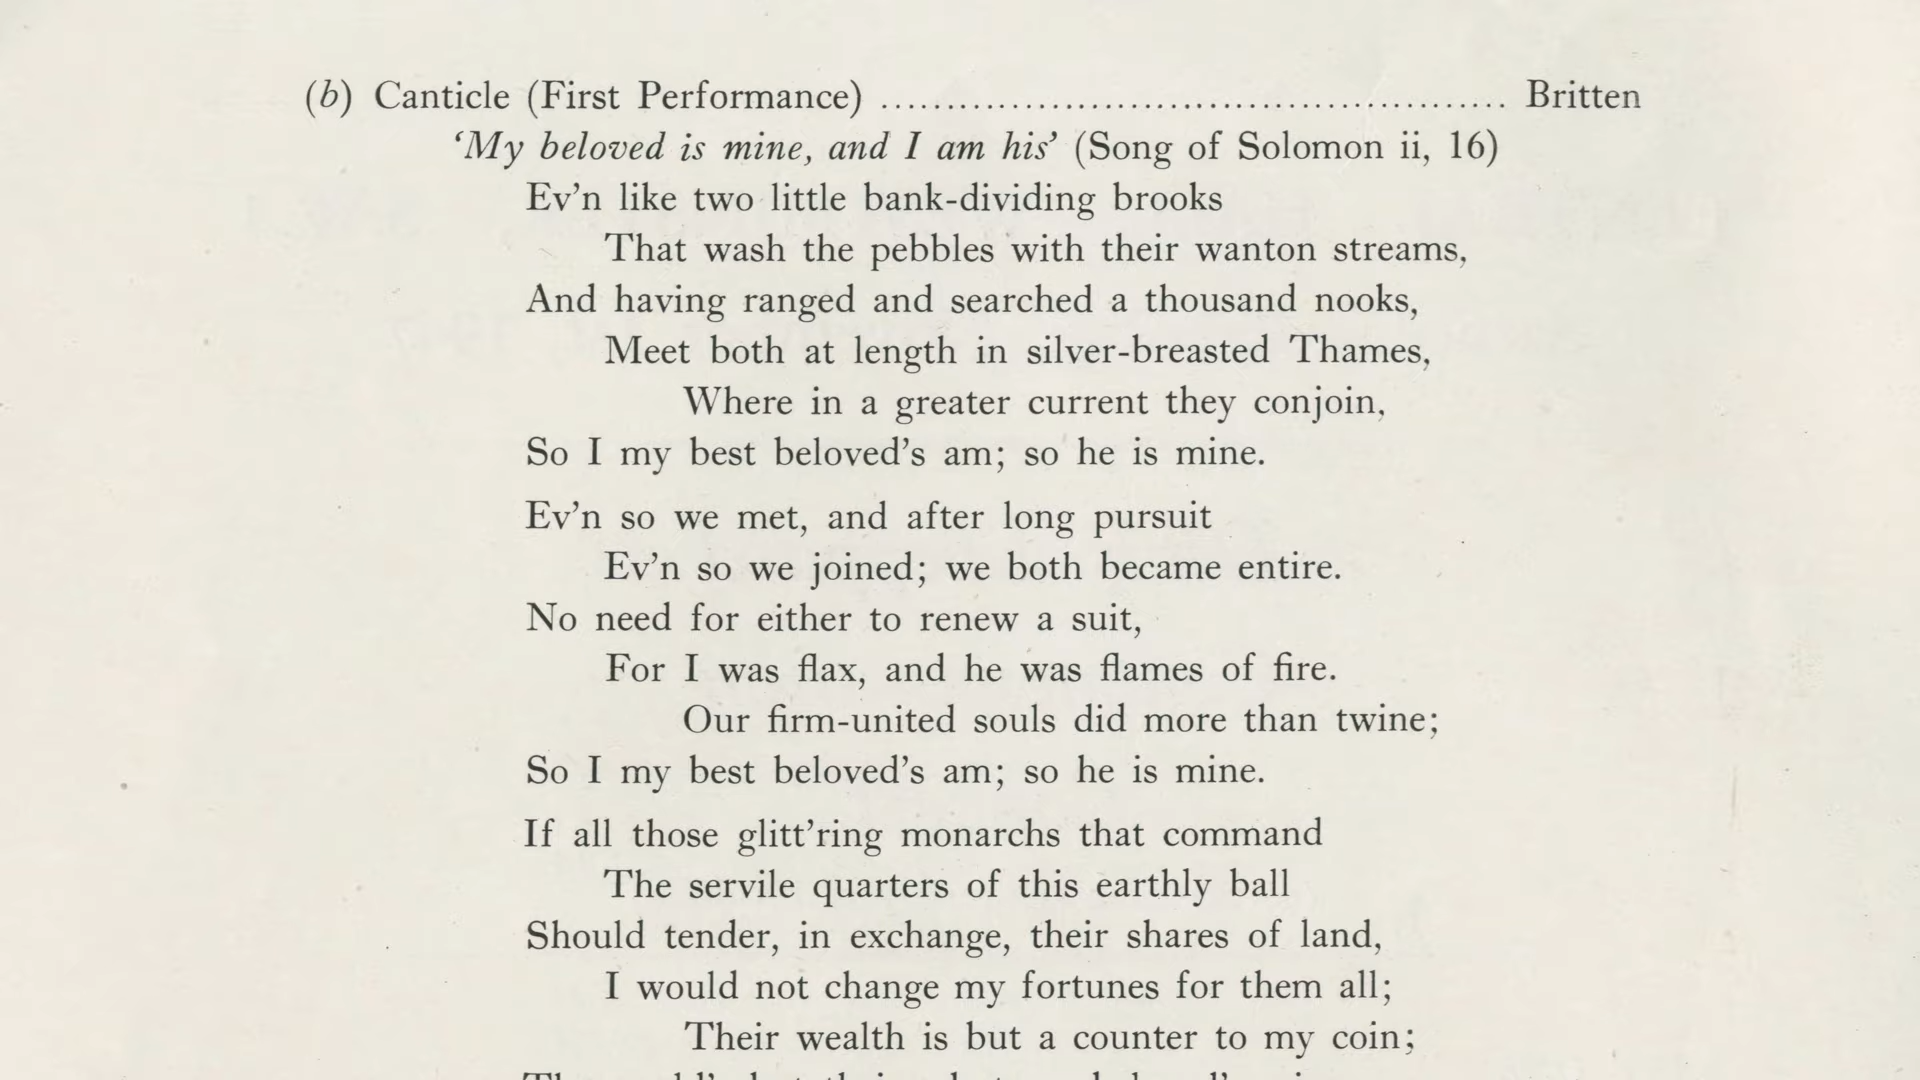 (b) Canticle (First Performance) ................................................ Britten
‘My beloved is mine, and I am his’ (Song of Solomon ii, 16)
Ev’n like two little bank-dividing brooks
That wash the pebbles with their wanton streams,
And having ranged and searched a thousand nooks,
Meet both at length in silver-breasted Thames,
Where in a greater current they conjoin,
So I my best beloved’s am; so he is mine.
Ev’n so we met, and after long pursuit
Ev’n so we joined; we both became entire.
No need for either to renew a suit,
For I was flax, and he was flames of fire.
Our firm-united souls did more than twine;
So I my best beloved’s am; so he is mine.
If all those glitt’ring monarchs that command
The servile quarters of this earthly ball
Should tender, in exchange, their shares of land,
I would not change my fortunes for them all;
Their wealth is but a counter to my coin;